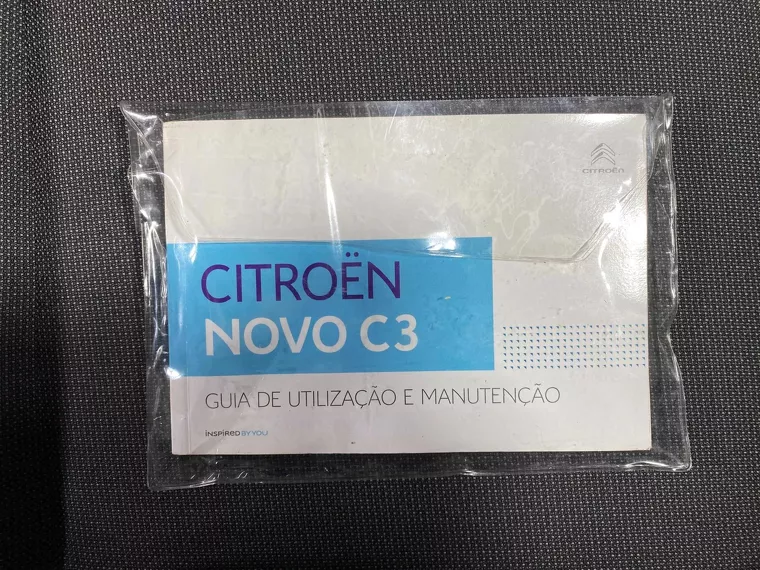 CITROËN
CITROËN
NOVO C3
GUIA DE UTILIZAÇÃO E MANUTENÇÃO
INSPIRED BY YOU